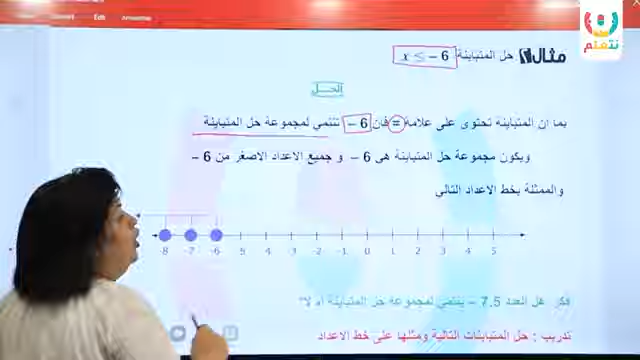 نتعلم
مثال 1 حل المتباينة x ≤ – 6
الحل
بما ان المتباينة تحتوى على علامة = فان 6 – تنتمي لمجموعة حل المتباينة
ويكون مجموعة حل المتباينة هى 6 – و جميع الاعداد الاصغر من 6 –
والممثلة بخط الاعداد التالي
-8 -7 -6 -5 -4 -3 -2 -1 0 1 2 3 4 5
فكر هل العدد 7.5 – ينتمي لمجموعة حل المتباينة أم لا
تدريب : حل المتباينات التالية ومثلها على خط الاعداد